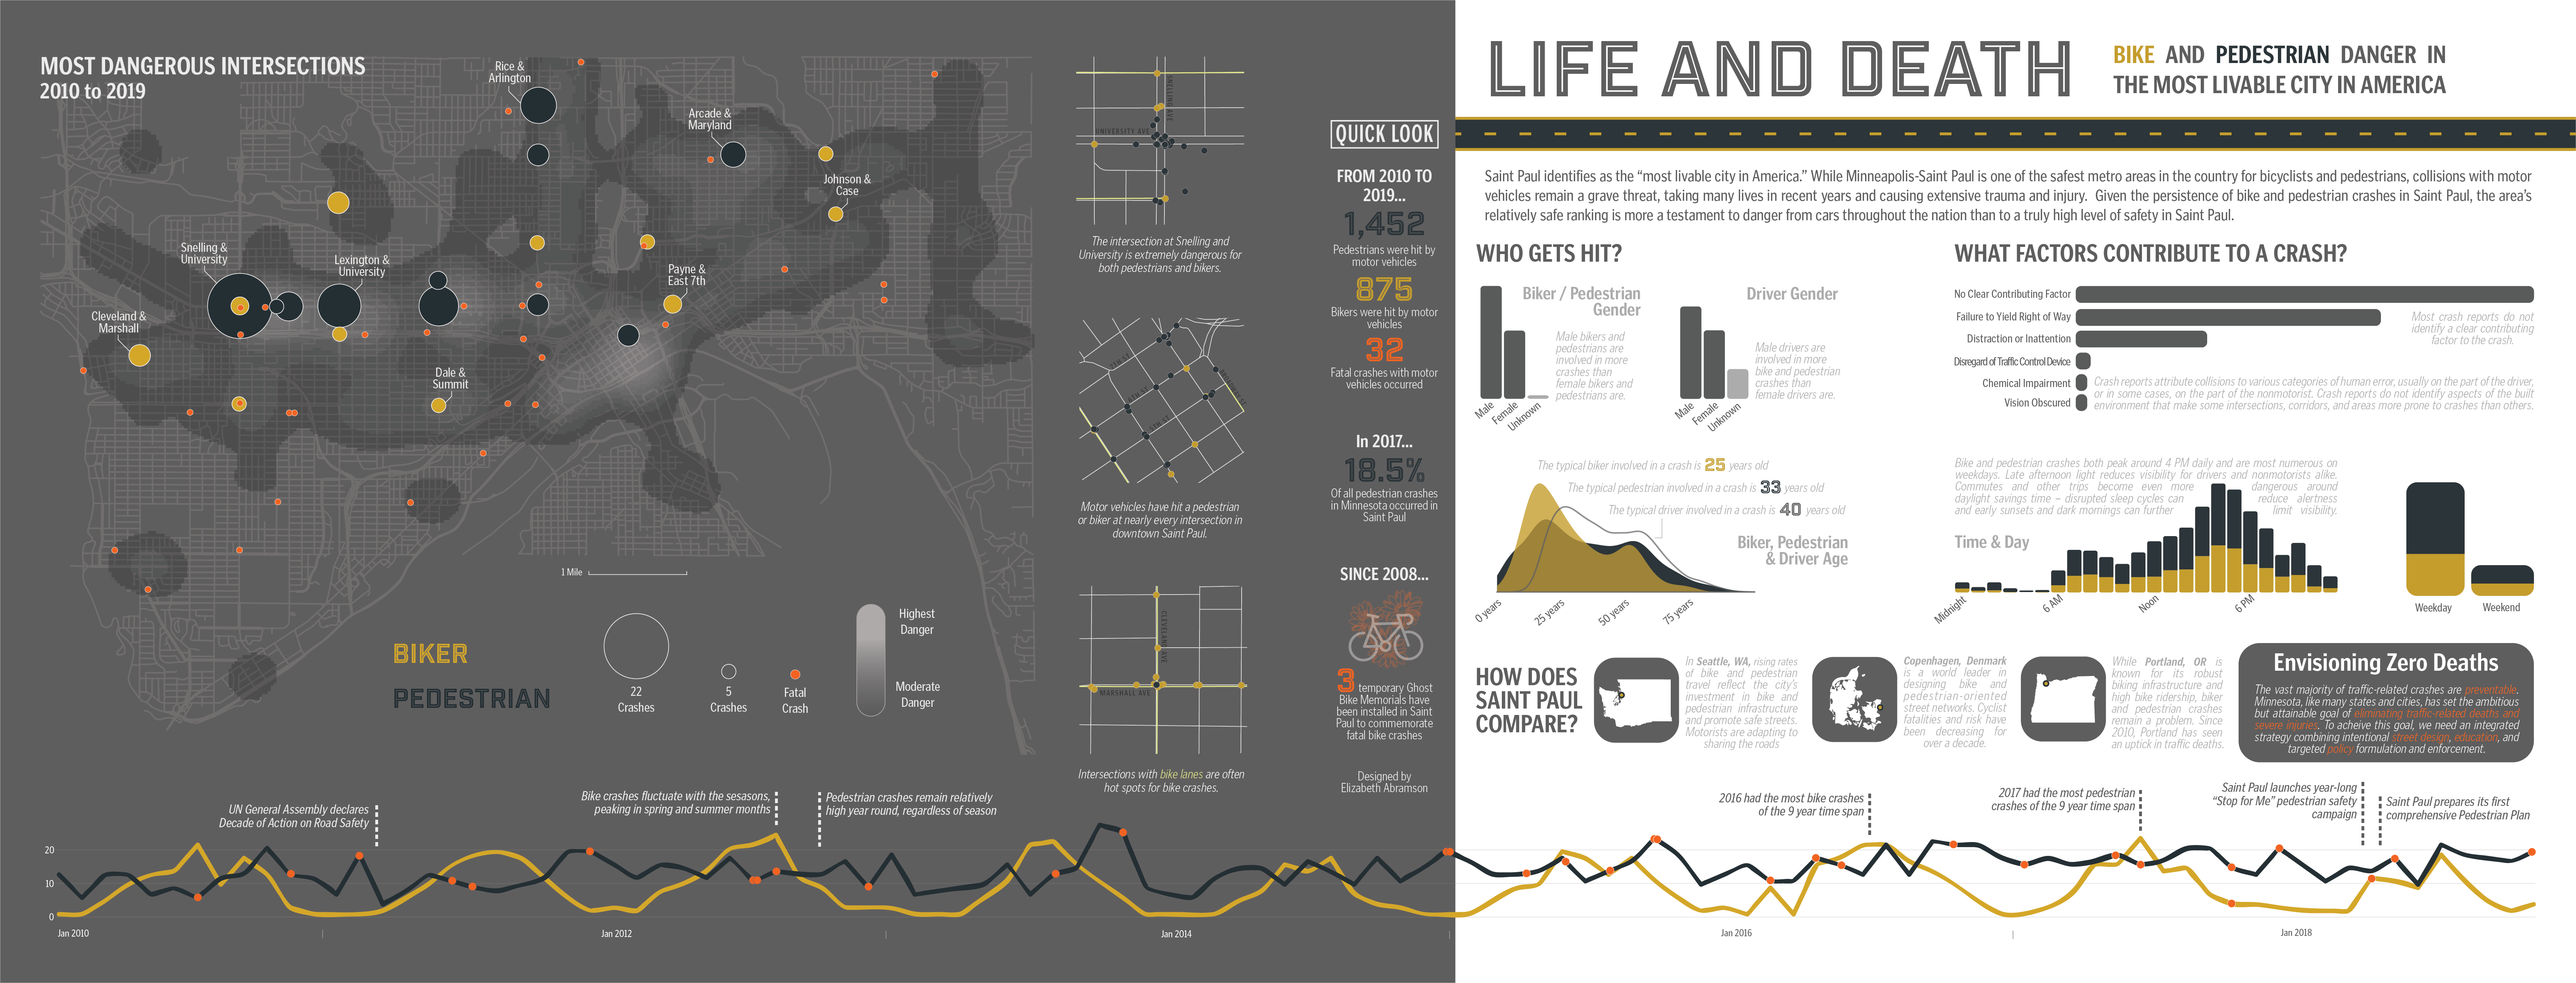 MOST DANGEROUS INTERSECTIONS
2010 to 2019
Rice &
Arlington
Arcade &
Maryland
Johnson &
Case
Snelling &
University
Lexington &
University
Payne &
East 7th
Cleveland &
Marshall
Dale &
Summit
1 Mile
BIKER
PEDESTRIAN
22
Crashes
5
Crashes
Fatal
Crash
Highest
Danger
Moderate
Danger
UNIVERSITY AVE
The intersection at Snelling and
University is extremely dangerous for
both pedestrians and bikers.
Motor vehicles have hit a pedestrian
or biker at nearly every intersection in
downtown Saint Paul.
CLEVELAND AVE
MARSHALL AVE
Intersections with bike lanes are often
hot spots for bike crashes.
QUICK LOOK
FROM 2010 TO
2019...
1,452
Pedestrians were hit by
motor vehicles
875
Bikers were hit by motor
vehicles
32
Fatal crashes with motor
vehicles occurred
In 2017...
18.5%
Of all pedestrian crashes
in Minnesota occurred in
Saint Paul
SINCE 2008...
3 temporary Ghost
Bike Memorials have
been installed in Saint
Paul to commemorate
fatal bike crashes
Designed by
Elizabeth Abramson
LIFE AND DEATH
BIKE AND PEDESTRIAN DANGER IN
THE MOST LIVABLE CITY IN AMERICA
Saint Paul identifies as the “most livable city in America.” While Minneapolis-Saint Paul is one of the safest metro areas in the country for bicyclists and pedestrians, collisions with motor
vehicles remain a grave threat, taking many lives in recent years and causing extensive trauma and injury. Given the persistence of bike and pedestrian crashes in Saint Paul, the area’s
relatively safe ranking is more a testament to danger from cars throughout the nation than to a truly high level of safety in Saint Paul.
WHO GETS HIT?
Biker / Pedestrian
Gender
Male bikers and
pedestrians are
involved in more
crashes than
female bikers and
pedestrians are.
Male
Female
Unknown
Driver Gender
Male drivers are
involved in more
bike and pedestrian
crashes than
female drivers are.
Male
Female
Unknown
The typical biker involved in a crash is 25 years old
The typical pedestrian involved in a crash is 33 years old
The typical driver involved in a crash is 40 years old
Biker, Pedestrian
& Driver Age
0 years
25 years
50 years
75 years
WHAT FACTORS CONTRIBUTE TO A CRASH?
No Clear Contributing Factor
Failure to Yield Right of Way
Distraction or Inattention
Disregard of Traffic Control Device
Chemical Impairment
Vision Obscured
Most crash reports do not
identify a clear contributing
factor to the crash.
Crash reports attribute collisions to various categories of human error, usually on the part of the driver,
or in some cases, on the part of the nonmotorist. Crash reports do not identify aspects of the built
environment that make some intersections, corridors, and areas more prone to crashes than others.
Bike and pedestrian crashes both peak around 4 PM daily and are most numerous on
weekdays. Late afternoon light reduces visibility for drivers and nonmotorists alike.
Commutes and other trips become even more dangerous around
daylight savings time – disrupted sleep cycles can reduce alertness
and early sunsets and dark mornings can further limit visibility.
Time & Day
Midnight
6 AM
Noon
6 PM
Weekday
Weekend
HOW DOES
SAINT PAUL
COMPARE?
In Seattle, WA, rising rates
of bike and pedestrian
travel reflect the city’s
investment in bike and
pedestrian infrastructure
and promote safe streets.
Motorists are adapting to
sharing the roads
Copenhagen, Denmark
is a world leader in
designing bike and
pedestrian-oriented
street networks. Cyclist
fatalities and risk have
been decreasing for
over a decade.
While Portland, OR is
known for its robust
biking infrastructure and
high bike ridership, biker
and pedestrian crashes
remain a problem. Since
2010, Portland has seen
an uptick in traffic deaths.
Envisioning Zero Deaths
The vast majority of traffic-related crashes are preventable.
Minnesota, like many states and cities, has set the ambitious
but attainable goal of eliminating traffic-related deaths and
severe injuries. To acheive this goal, we need an integrated
strategy combining intentional street design, education, and
targeted policy formulation and enforcement.
UN General Assembly declares
Decade of Action on Road Safety
Bike crashes fluctuate with the sesasons,
peaking in spring and summer months
Pedestrian crashes remain relatively
high year round, regardless of season
2016 had the most bike crashes
of the 9 year time span
2017 had the most pedestrian
crashes of the 9 year time span
Saint Paul launches year-long
“Stop for Me” pedestrian safety
campaign
Saint Paul prepares its first
comprehensive Pedestrian Plan
20
10
0
Jan 2010
Jan 2012
Jan 2014
Jan 2016
Jan 2018